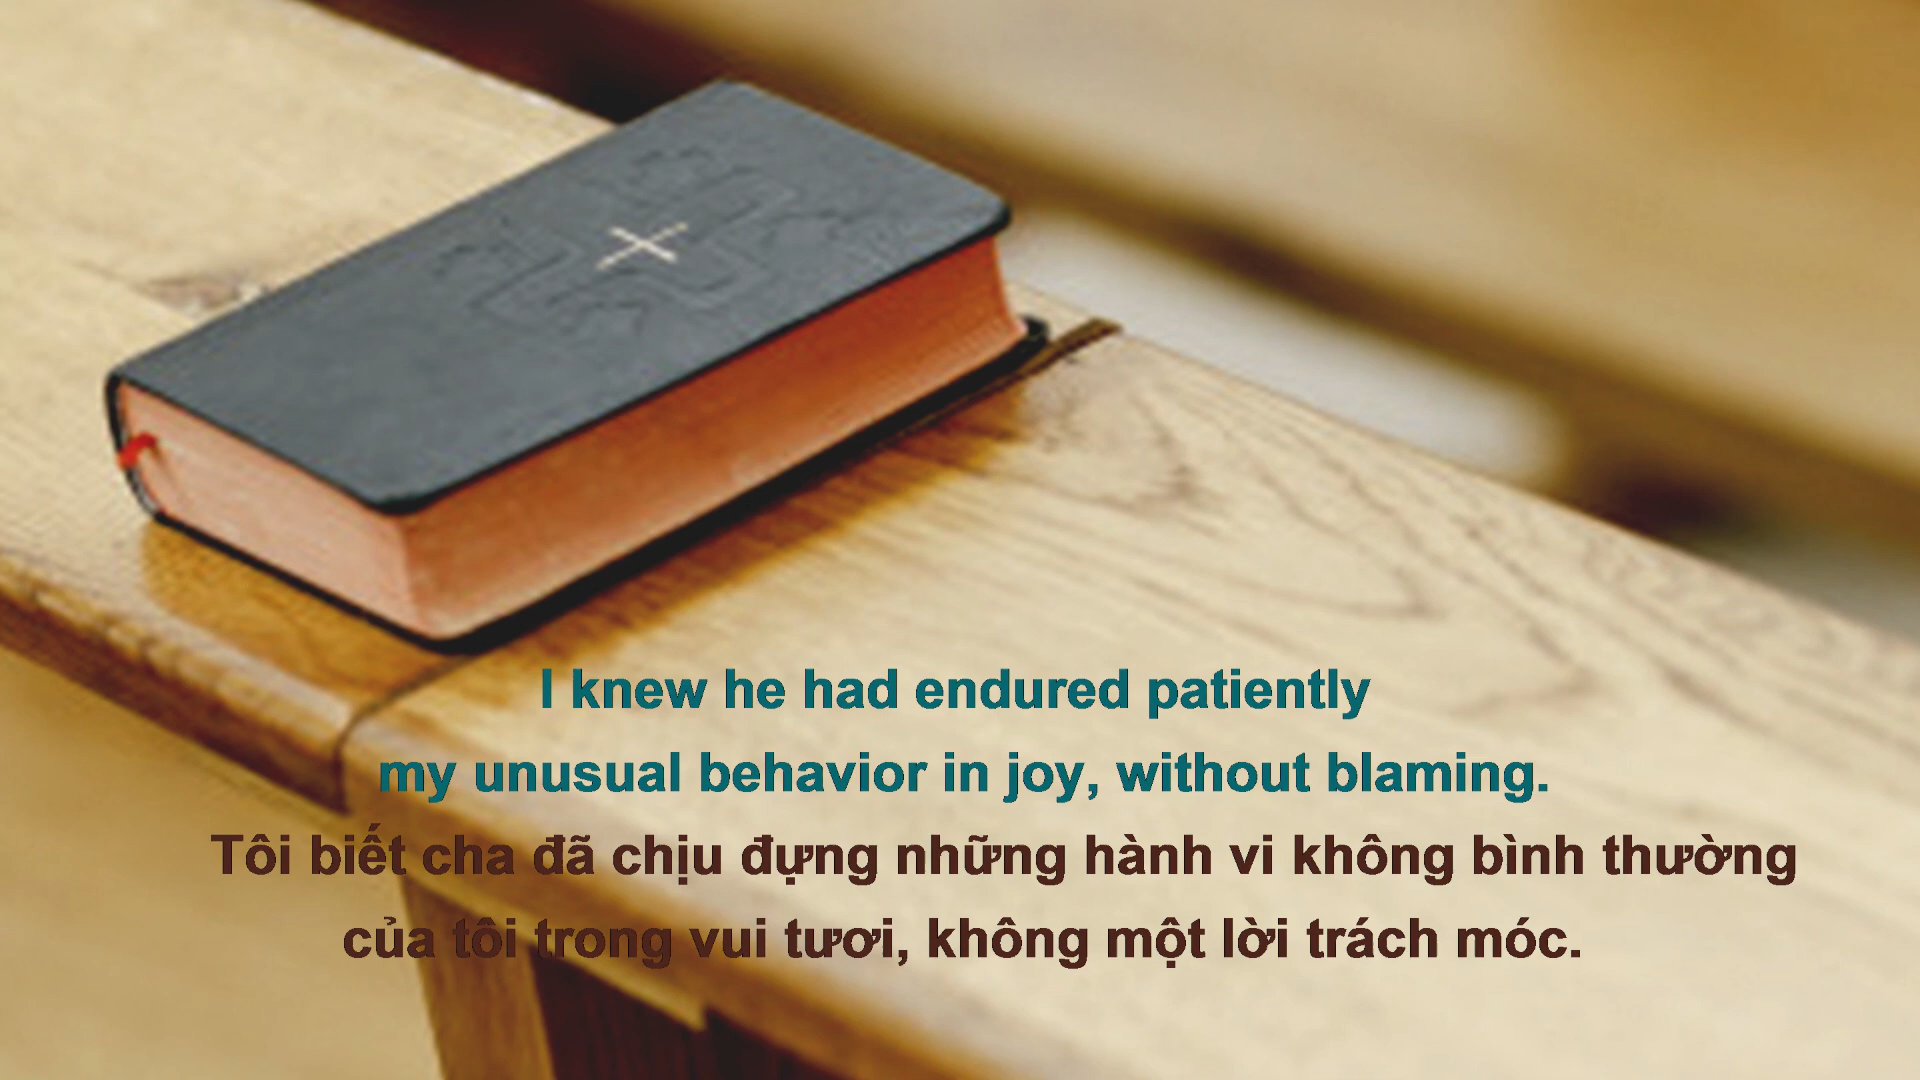 I knew he had endured patiently
my unusual behavior in joy, without blaming.
Tôi biết cha đã chịu đựng những hành vi không bình thường
của tôi trong vui tươi, không một lời trách móc.